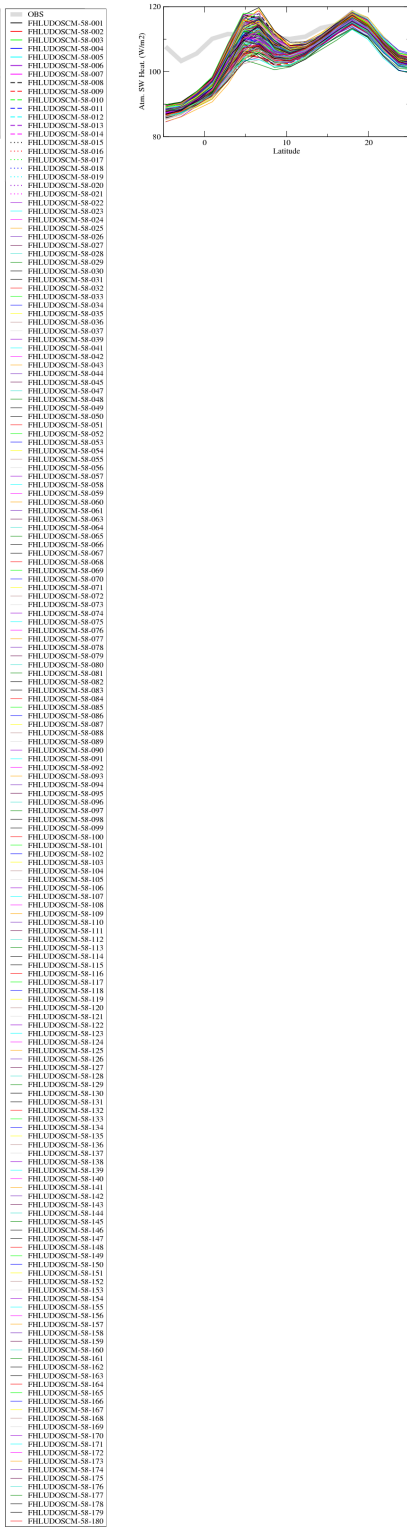 OBS
FHLUDOSCM-58-001
FHLUDOSCM-58-002
FHLUDOSCM-58-003
FHLUDOSCM-58-004
FHLUDOSCM-58-005
FHLUDOSCM-58-006
FHLUDOSCM-58-007
FHLUDOSCM-58-008
FHLUDOSCM-58-009
FHLUDOSCM-58-010
FHLUDOSCM-58-011
FHLUDOSCM-58-012
FHLUDOSCM-58-013
FHLUDOSCM-58-014
FHLUDOSCM-58-015
FHLUDOSCM-58-016
FHLUDOSCM-58-017
FHLUDOSCM-58-018
FHLUDOSCM-58-019
FHLUDOSCM-58-020
FHLUDOSCM-58-021
FHLUDOSCM-58-022
FHLUDOSCM-58-023
FHLUDOSCM-58-024
FHLUDOSCM-58-025
FHLUDOSCM-58-026
FHLUDOSCM-58-027
FHLUDOSCM-58-028
FHLUDOSCM-58-029
FHLUDOSCM-58-030
FHLUDOSCM-58-031
FHLUDOSCM-58-032
FHLUDOSCM-58-033
FHLUDOSCM-58-034
FHLUDOSCM-58-035
FHLUDOSCM-58-036
FHLUDOSCM-58-037
FHLUDOSCM-58-039
FHLUDOSCM-58-041
FHLUDOSCM-58-042
FHLUDOSCM-58-043
FHLUDOSCM-58-044
FHLUDOSCM-58-045
FHLUDOSCM-58-047
FHLUDOSCM-58-048
FHLUDOSCM-58-049
FHLUDOSCM-58-050
FHLUDOSCM-58-051
FHLUDOSCM-58-052
FHLUDOSCM-58-053
FHLUDOSCM-58-054
FHLUDOSCM-58-055
FHLUDOSCM-58-056
FHLUDOSCM-58-057
FHLUDOSCM-58-058
FHLUDOSCM-58-059
FHLUDOSCM-58-060
FHLUDOSCM-58-061
FHLUDOSCM-58-063
FHLUDOSCM-58-064
FHLUDOSCM-58-065
FHLUDOSCM-58-066
FHLUDOSCM-58-067
FHLUDOSCM-58-068
FHLUDOSCM-58-069
FHLUDOSCM-58-070
FHLUDOSCM-58-071
FHLUDOSCM-58-072
FHLUDOSCM-58-073
FHLUDOSCM-58-074
FHLUDOSCM-58-075
FHLUDOSCM-58-076
FHLUDOSCM-58-077
FHLUDOSCM-58-078
FHLUDOSCM-58-079
FHLUDOSCM-58-080
FHLUDOSCM-58-081
FHLUDOSCM-58-082
FHLUDOSCM-58-083
FHLUDOSCM-58-084
FHLUDOSCM-58-085
FHLUDOSCM-58-086
FHLUDOSCM-58-087
FHLUDOSCM-58-088
FHLUDOSCM-58-089
FHLUDOSCM-58-090
FHLUDOSCM-58-091
FHLUDOSCM-58-092
FHLUDOSCM-58-093
FHLUDOSCM-58-094
FHLUDOSCM-58-095
FHLUDOSCM-58-096
FHLUDOSCM-58-097
FHLUDOSCM-58-098
FHLUDOSCM-58-099
FHLUDOSCM-58-100
FHLUDOSCM-58-101
FHLUDOSCM-58-102
FHLUDOSCM-58-103
FHLUDOSCM-58-104
FHLUDOSCM-58-105
FHLUDOSCM-58-106
FHLUDOSCM-58-107
FHLUDOSCM-58-108
FHLUDOSCM-58-109
FHLUDOSCM-58-110
FHLUDOSCM-58-111
FHLUDOSCM-58-112
FHLUDOSCM-58-113
FHLUDOSCM-58-114
FHLUDOSCM-58-115
FHLUDOSCM-58-116
FHLUDOSCM-58-117
FHLUDOSCM-58-118
FHLUDOSCM-58-119
FHLUDOSCM-58-120
FHLUDOSCM-58-121
FHLUDOSCM-58-122
FHLUDOSCM-58-123
FHLUDOSCM-58-124
FHLUDOSCM-58-125
FHLUDOSCM-58-126
FHLUDOSCM-58-127
FHLUDOSCM-58-128
FHLUDOSCM-58-129
FHLUDOSCM-58-130
FHLUDOSCM-58-131
FHLUDOSCM-58-132
FHLUDOSCM-58-133
FHLUDOSCM-58-134
FHLUDOSCM-58-135
FHLUDOSCM-58-136
FHLUDOSCM-58-137
FHLUDOSCM-58-138
FHLUDOSCM-58-139
FHLUDOSCM-58-140
FHLUDOSCM-58-141
FHLUDOSCM-58-142
FHLUDOSCM-58-143
FHLUDOSCM-58-144
FHLUDOSCM-58-145
FHLUDOSCM-58-146
FHLUDOSCM-58-147
FHLUDOSCM-58-148
FHLUDOSCM-58-149
FHLUDOSCM-58-150
FHLUDOSCM-58-151
FHLUDOSCM-58-152
FHLUDOSCM-58-153
FHLUDOSCM-58-154
FHLUDOSCM-58-155
FHLUDOSCM-58-156
FHLUDOSCM-58-157
FHLUDOSCM-58-158
FHLUDOSCM-58-159
FHLUDOSCM-58-160
FHLUDOSCM-58-161
FHLUDOSCM-58-162
FHLUDOSCM-58-163
FHLUDOSCM-58-164
FHLUDOSCM-58-165
FHLUDOSCM-58-166
FHLUDOSCM-58-167
FHLUDOSCM-58-168
FHLUDOSCM-58-169
FHLUDOSCM-58-170
FHLUDOSCM-58-171
FHLUDOSCM-58-172
FHLUDOSCM-58-173
FHLUDOSCM-58-174
FHLUDOSCM-58-175
FHLUDOSCM-58-176
FHLUDOSCM-58-177
FHLUDOSCM-58-178
FHLUDOSCM-58-179
FHLUDOSCM-58-180
120
100
80
Atm. SW Heat. (W/m2)
0 10 20
Latitude